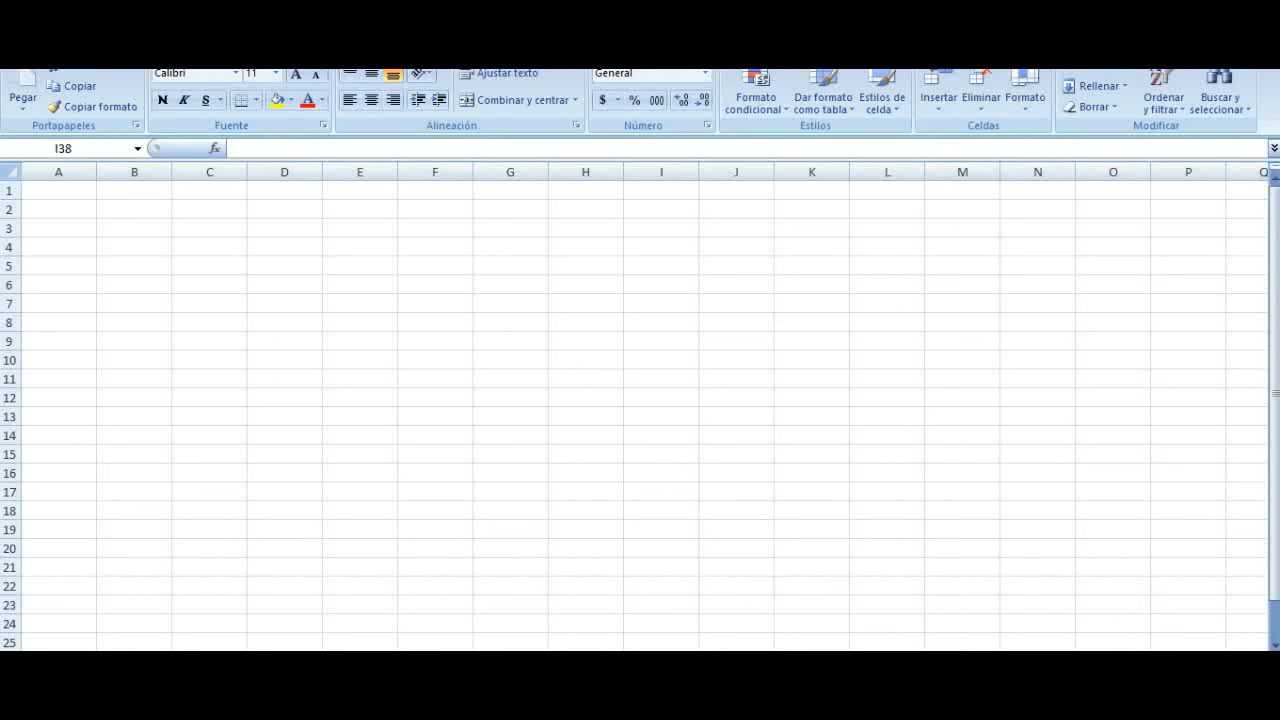 Calibri 11 Ajustar texto General
Copiar
Pegar Copiar formato
N K S Combinar y centrar $ % 000
Formato condicional Dar formato como tabla Estilos de celda
Insertar Eliminar Formato
Rellenar
Borrar
Ordenar y filtrar Buscar y seleccionar
Portapapeles Fuente Alineación Número Estilos Celdas Modificar
I38 fx
A B C D E F G H I J K L M N O P Q
1
2
3
4
5
6
7
8
9
10
11
12
13
14
15
16
17
18
19
20
21
22
23
24
25